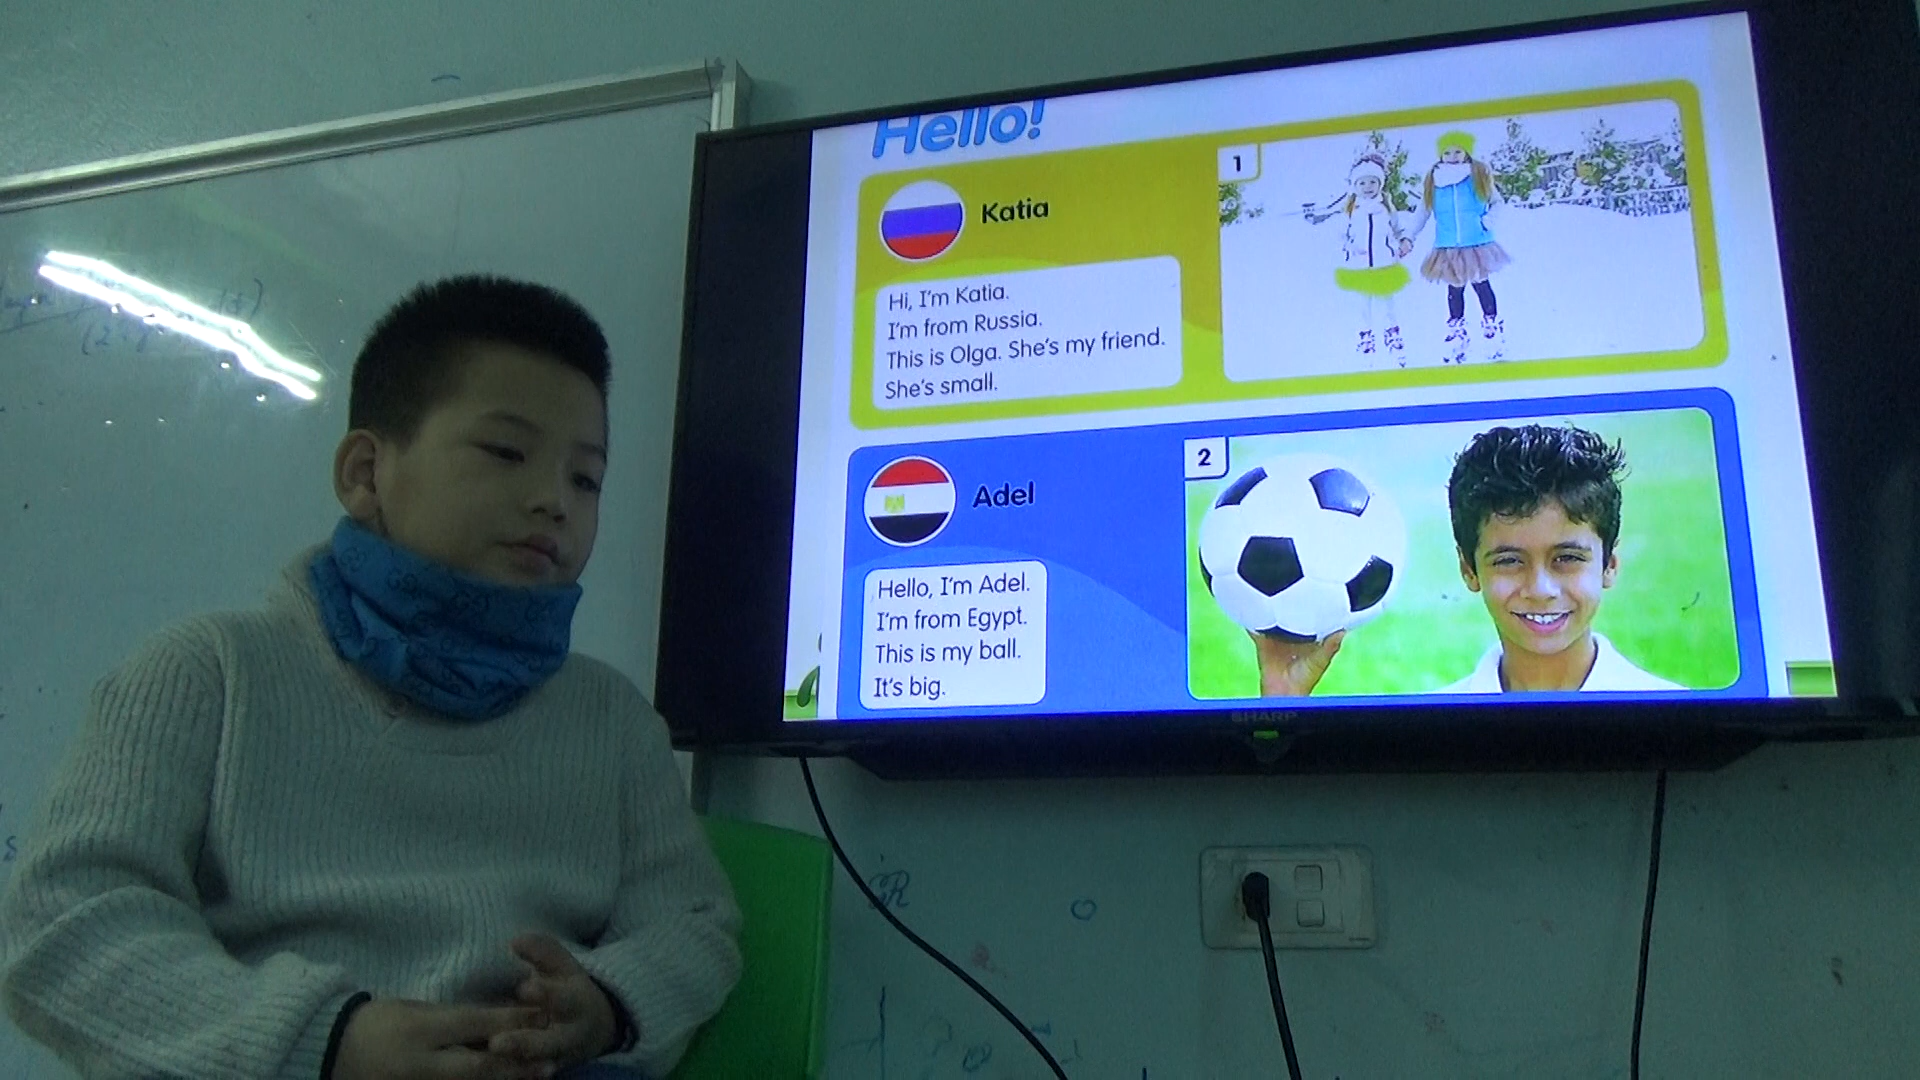 Hello!
Katia
1
Hi, I'm Katia.
I'm from Russia.
This is Olga. She's my friend.
She's small.
Adel
2
Hello, I'm Adel.
I'm from Egypt.
This is my ball.
It's big.
SHARP